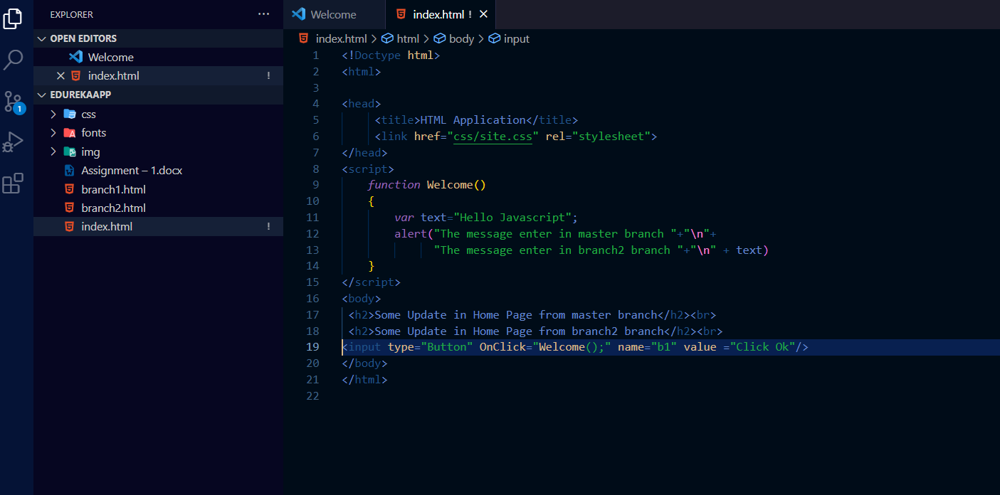 EXPLORER ···
OPEN EDITORS
Welcome
index.html !
EDUREKAAPP
css
fonts
img
Assignment – 1.docx
branch1.html
branch2.html
index.html !
1
Welcome index.html !
index.html > html > body > input
1 <!Doctype html>
2 <html>
3
4 <head>
5 <title>HTML Application</title>
6 <link href="css/site.css" rel="stylesheet">
7 </head>
8 <script>
9 function Welcome()
10 {
11 var text="Hello Javascript";
12 alert("The message enter in master branch "+"\n"+
13 "The message enter in branch2 branch "+"\n" + text)
14 }
15 </script>
16 <body>
17 <h2>Some Update in Home Page from master branch</h2><br>
18 <h2>Some Update in Home Page from branch2 branch</h2><br>
19 <input type="Button" OnClick="Welcome();" name="b1" value ="Click Ok"/>
20 </body>
21 </html>
22